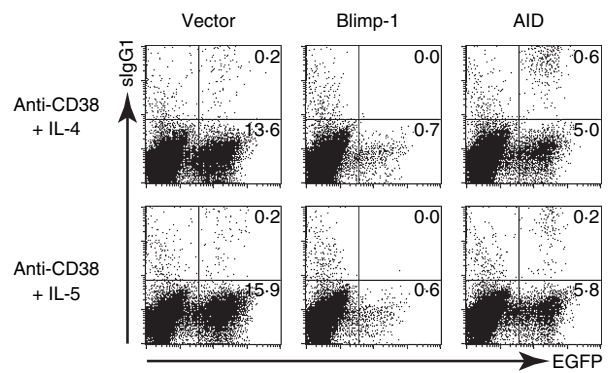 Vector Blimp-1 AID
sIgG1
Anti-CD38
+ IL-4
0·2
13·6
0·0
0·7
0·6
5·0
Anti-CD38
+ IL-5
0·2
15·9
0·0
0·6
0·2
5·8
EGFP